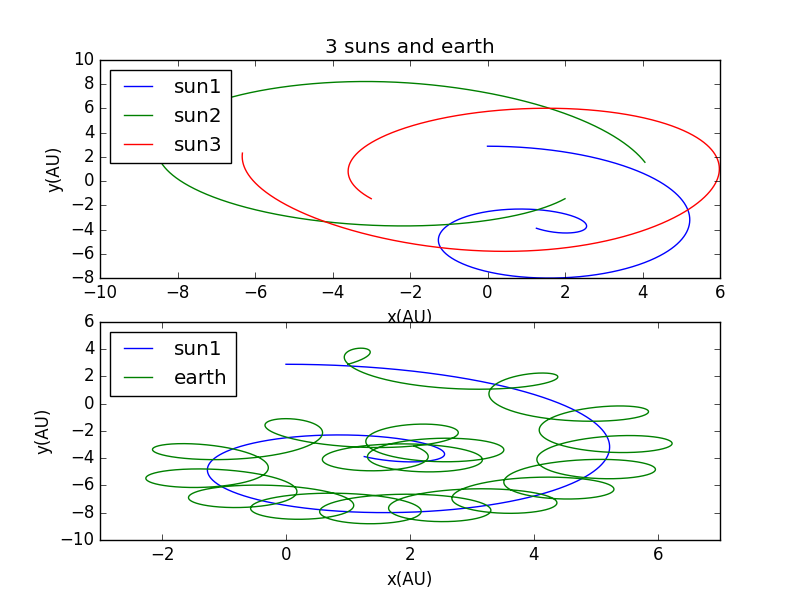 3 suns and earth
10
8
6
4
2
0
−2
−4
−6
−8
y(AU)
sun1
sun2
sun3
−10 −8 −6 −4 −2 0 2 4 6
x(AU)
6
4
2
0
−2
−4
−6
−8
−10
y(AU)
sun1
earth
−2 0 2 4 6
x(AU)